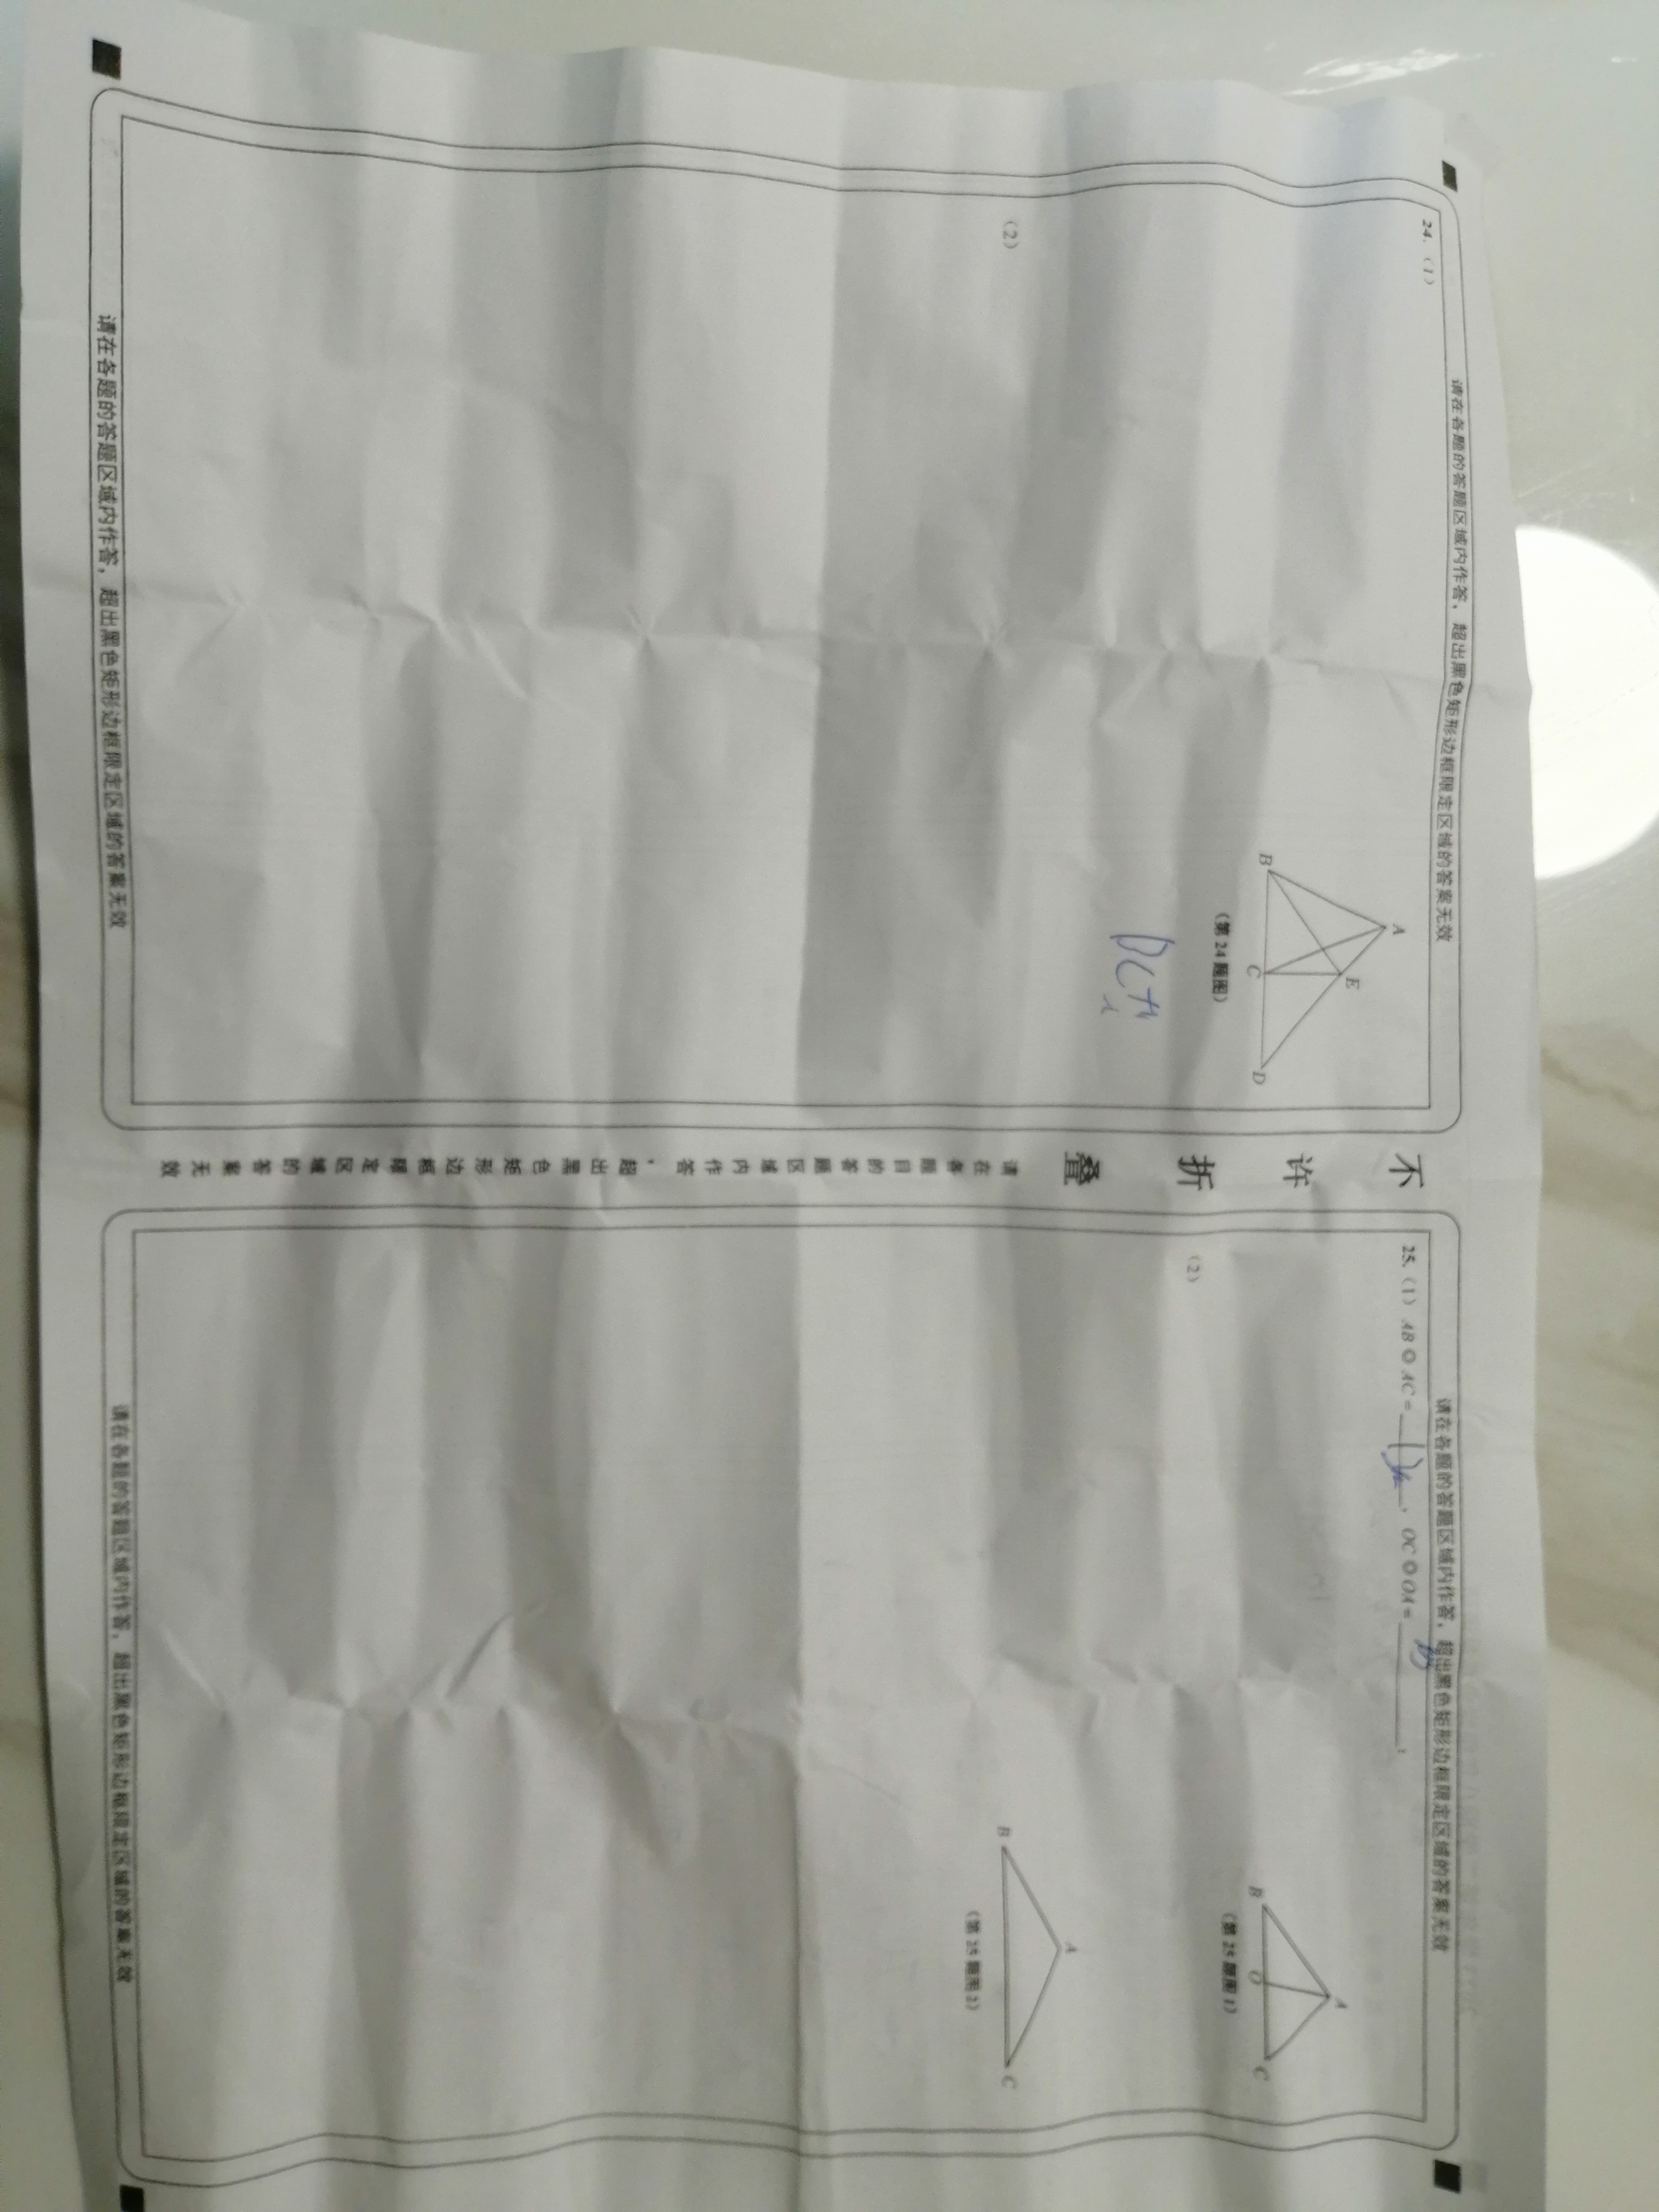 请在各题的答题区域内作答，超出黑色矩形边框限定区域的答案无效
24.（1）
A
E
B
C
D
（第 24 题图）
（2）
请在各题的答题区域内作答，超出黑色矩形边框限定区域的答案无效
不许折叠
请在各题目的答题区域内作答，超出黑色矩形边框限定区域的答案无效
请在各题的答题区域内作答，超出黑色矩形边框限定区域的答案无效
25.（1）AB✪AC=______，OC✪OA=______；
A
B
O
C
（第 25 题图 1）
（2）
A
B
C
（第 25 题图 2）
请在各题的答题区域内作答，超出黑色矩形边框限定区域的答案无效